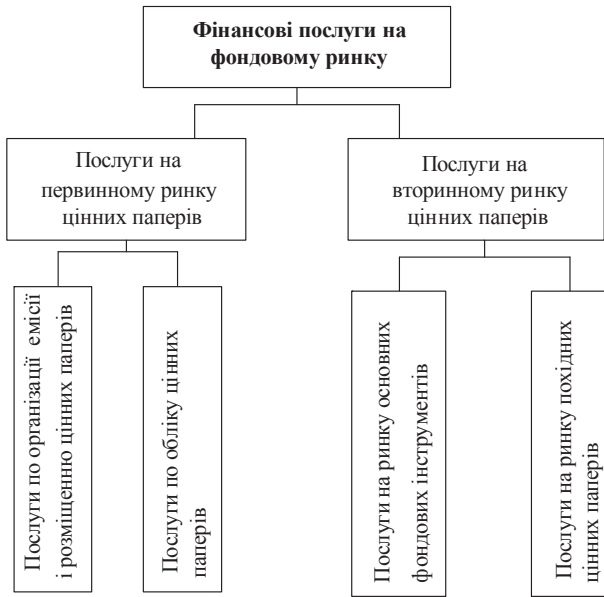 Фінансові послуги на
фондовому ринку
Послуги на
первинному ринку
цінних паперів
Послуги на
вторинному ринку
цінних паперів
Послуги по організації емісії
і розміщенню цінних паперів
Послуги по обліку цінних
паперів
Послуги на ринку основних
фондових інструментів
Послуги на ринку похідних
цінних паперів